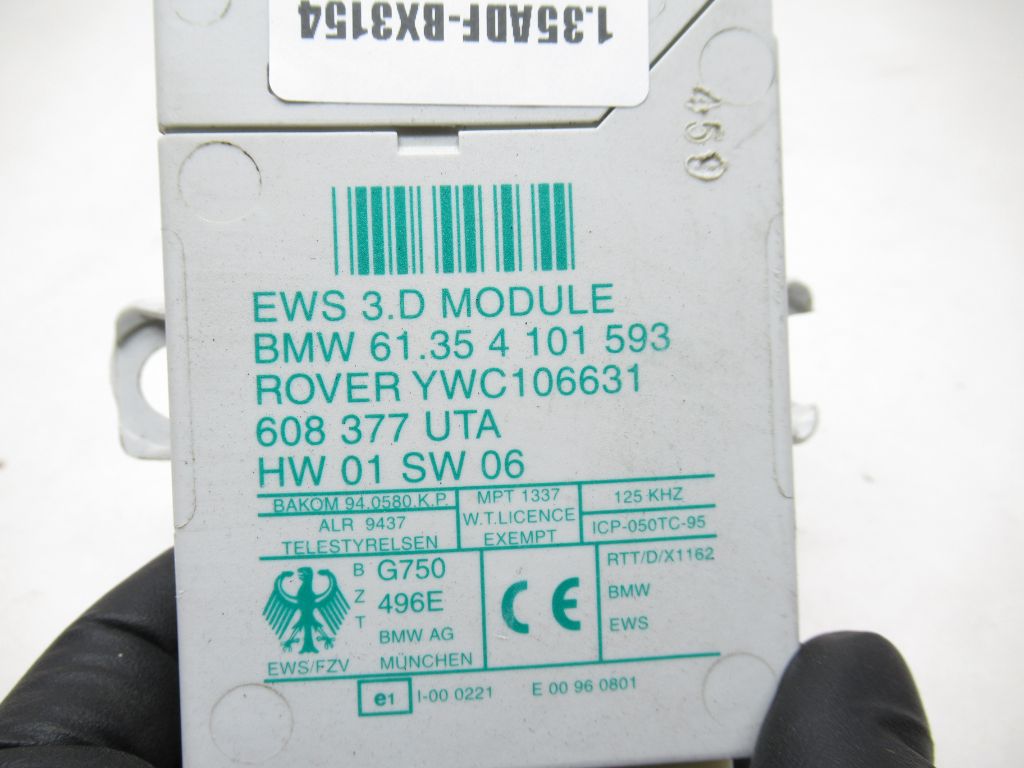 1.35ADF-BX3154
459
EWS 3.D MODULE
BMW 61.35 4 101 593
ROVER YWC106631
608 377 UTA
HW 01 SW 06
BAKOM 94.0580.K.P
ALR 9437
TELESTYRELSEN
MPT 1337
W.T.LICENCE
EXEMPT
125 KHZ
ICP-050TC-95
BZT
G750
496E
BMW AG
MÜNCHEN
EWS/FZV
CE
RTT/D/X1162
BMW
EWS
e1 I-00 0221 E 00 96 0801